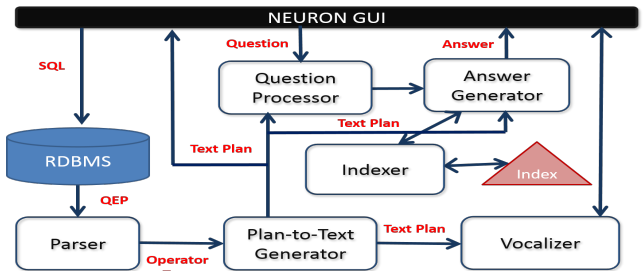 NEURON GUI
Question
Answer
SQL
Question
Processor
Answer
Generator
Text Plan
Text Plan
RDBMS
Indexer
Index
QEP
Parser
Operator
Plan-to-Text
Generator
Text Plan
Vocalizer